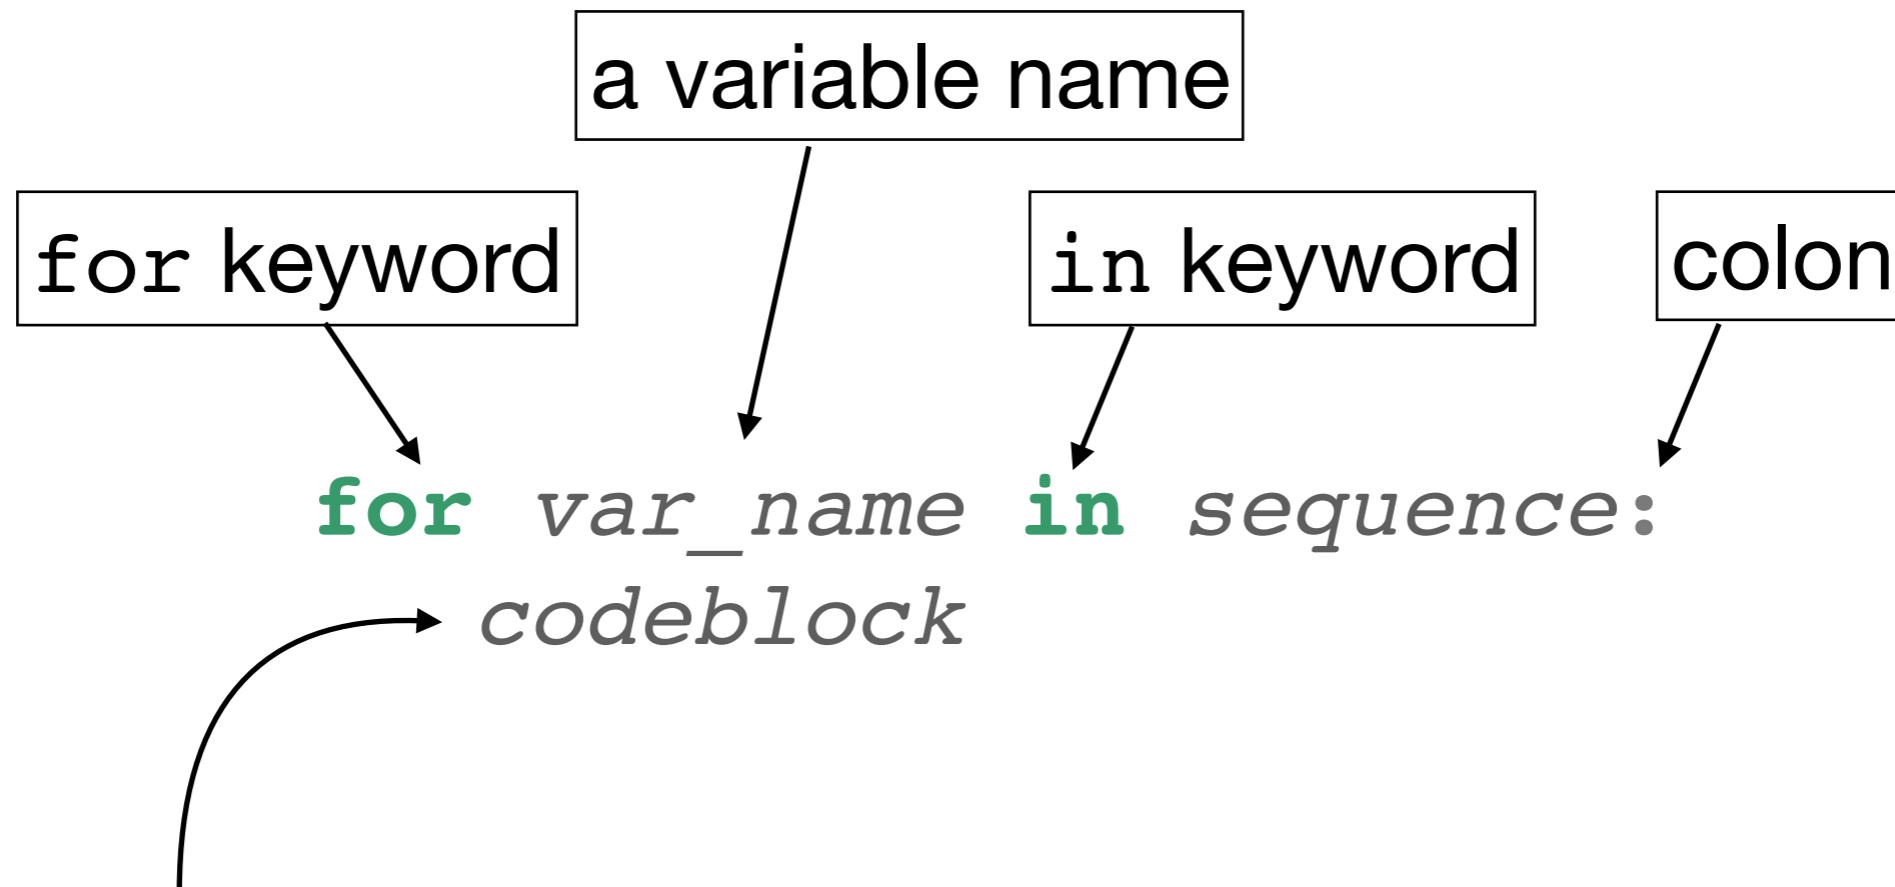 a variable name
for keyword
in keyword
colon
for var_name in sequence:
codeblock